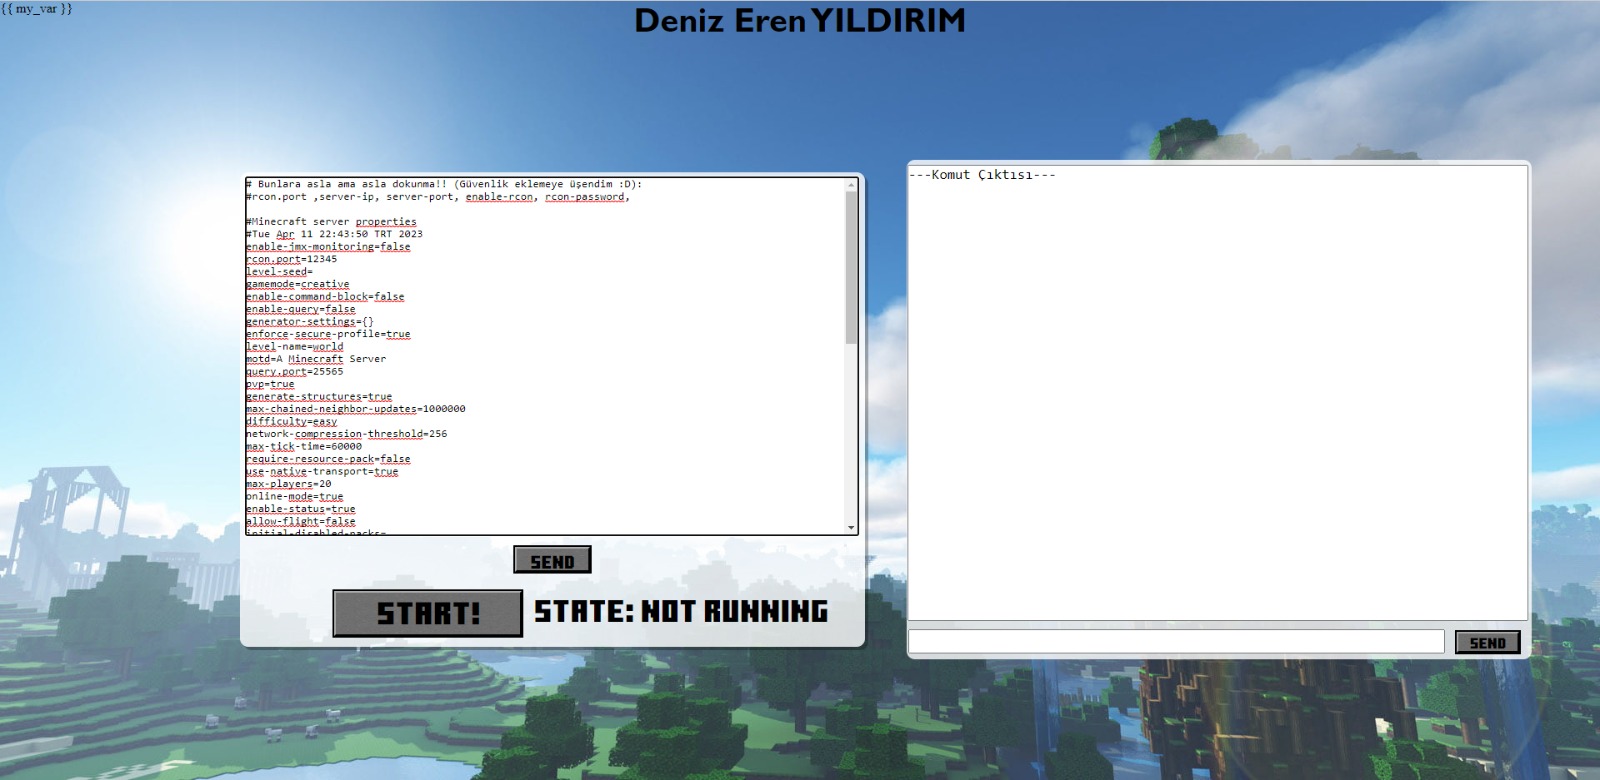 {{ my_var }}
Deniz Eren YILDIRIM
# Bunlara asla ama asla dokunma!! (Güvenlik eklemeye üşendim :D):
#rcon.port ,server-ip, server-port, enable-rcon, rcon-password,
#Minecraft server properties
#Tue Apr 11 22:43:50 TRT 2023
enable-jmx-monitoring=false
rcon.port=12345
level-seed=
gamemode=creative
enable-command-block=false
enable-query=false
generator-settings={}
enforce-secure-profile=true
level-name=world
motd=A Minecraft Server
query.port=25565
pvp=true
generate-structures=true
max-chained-neighbor-updates=1000000
difficulty=easy
network-compression-threshold=256
max-tick-time=60000
require-resource-pack=false
use-native-transport=true
max-players=20
online-mode=true
enable-status=true
allow-flight=false
initial-disabled-packs=
SEND
START! STATE: NOT RUNNING
---Komut Çıktısı---
SEND